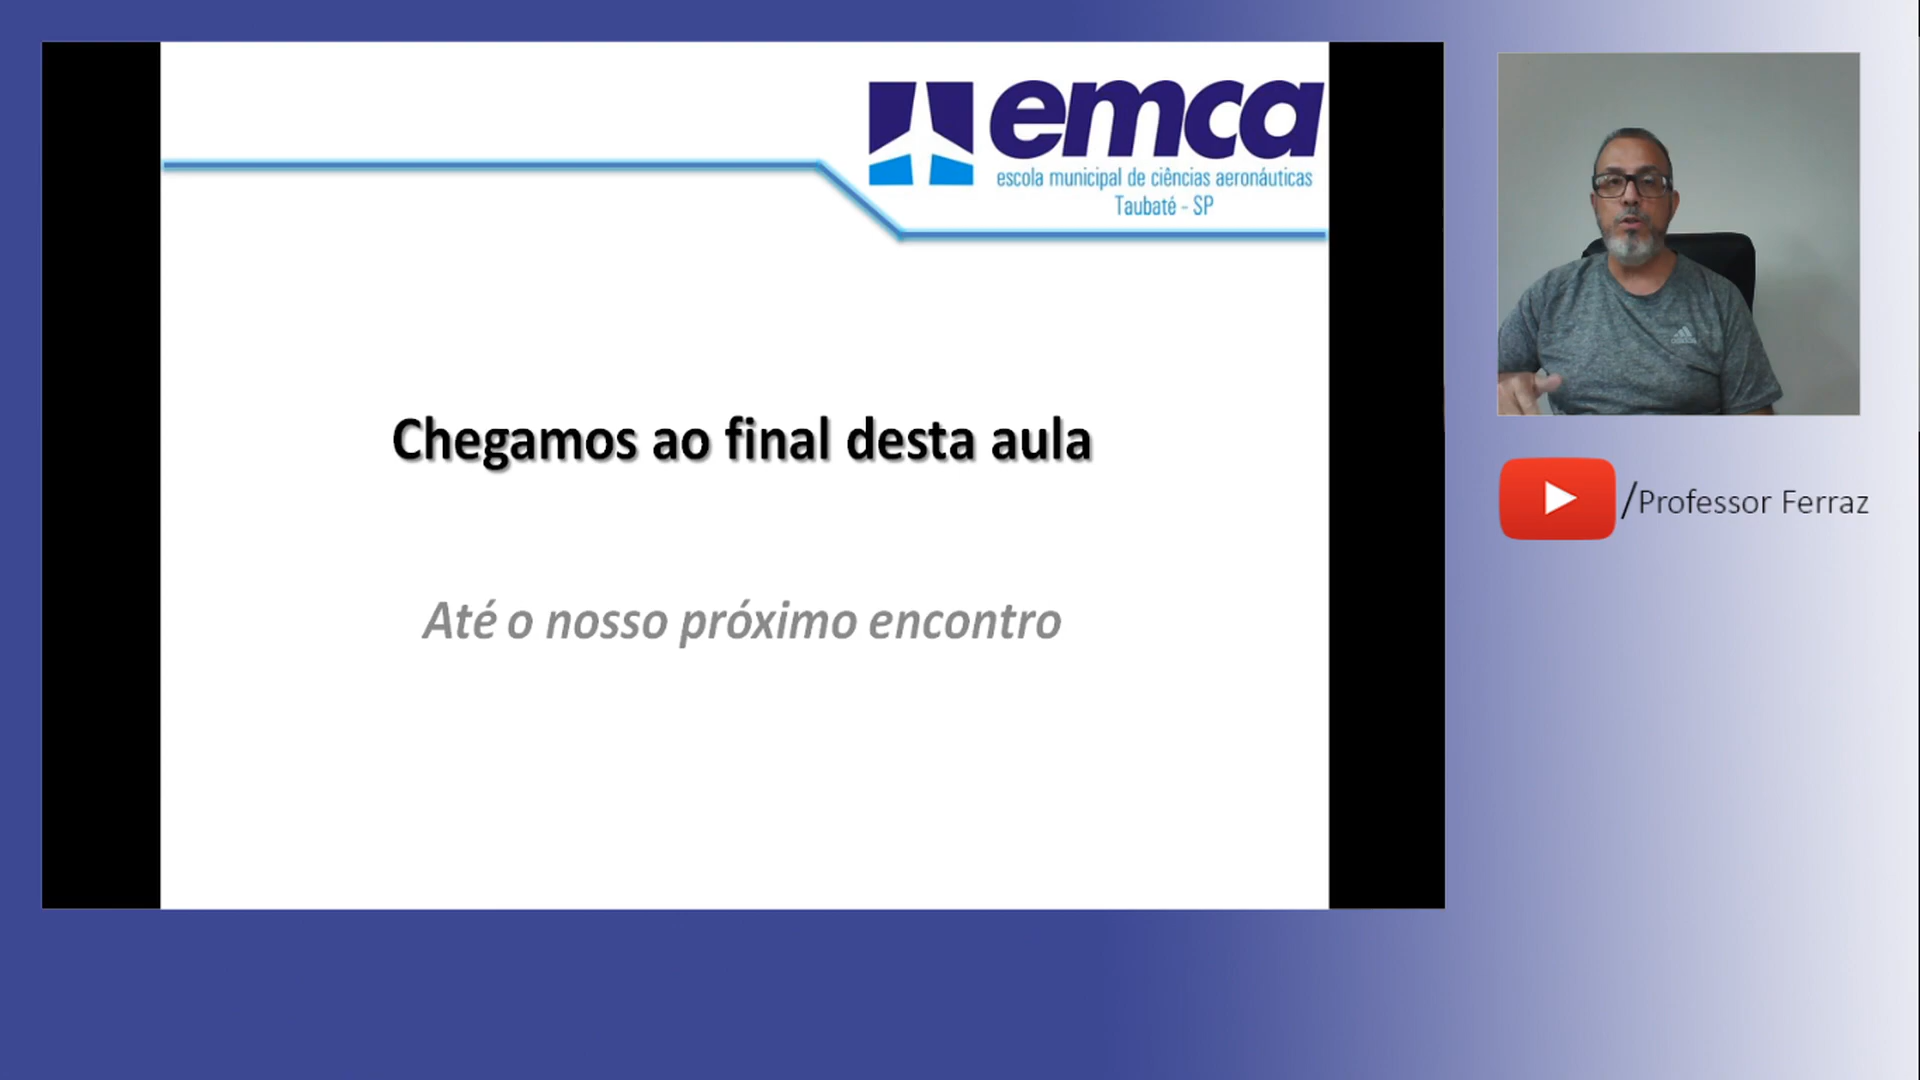 emca
escola municipal de ciências aeronáuticas
Taubaté - SP
Chegamos ao final desta aula
Até o nosso próximo encontro
adidas
/Professor Ferraz